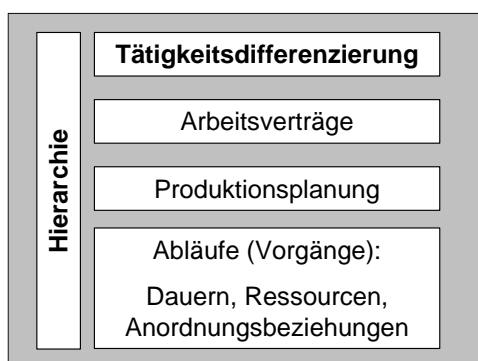 Hierarchie
Tätigkeitsdifferenzierung
Arbeitsverträge
Produktionsplanung
Abläufe (Vorgänge):
Dauern, Ressourcen,
Anordnungsbeziehungen